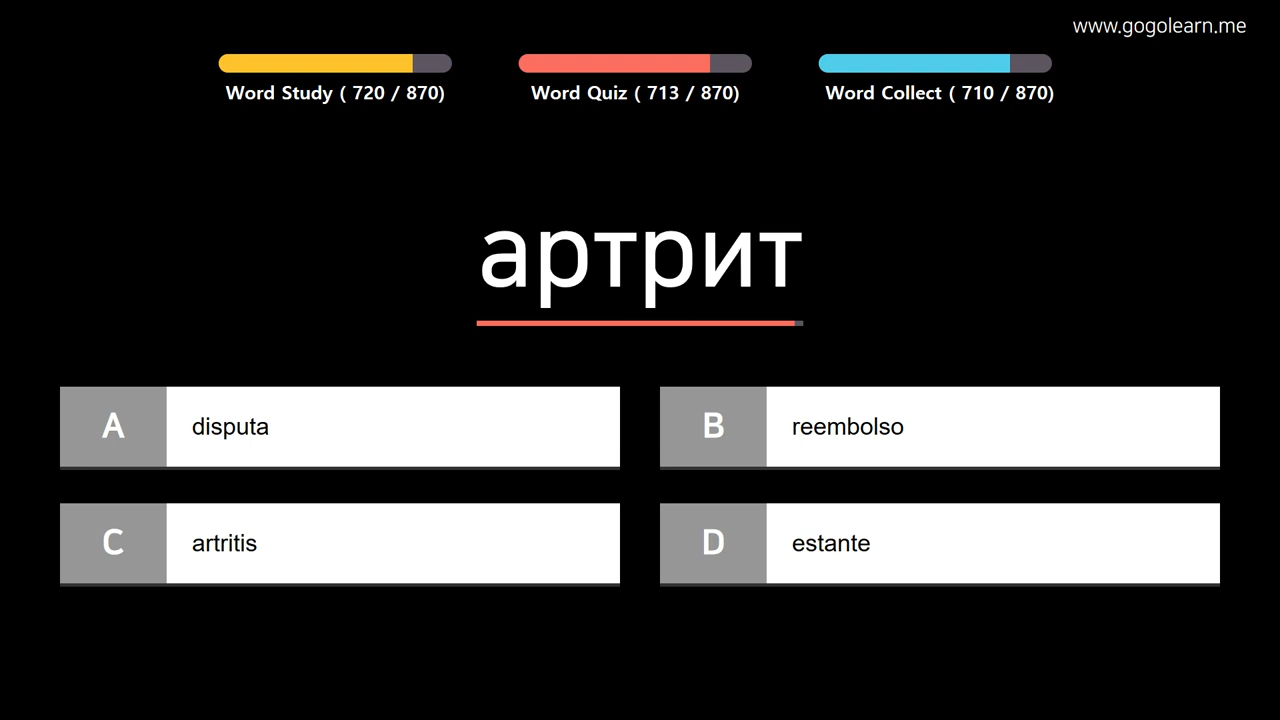 www.gogolearn.me
Word Study ( 720 / 870)
Word Quiz ( 713 / 870)
Word Collect ( 710 / 870)
артрит
A disputa
B reembolso
C artritis
D estante